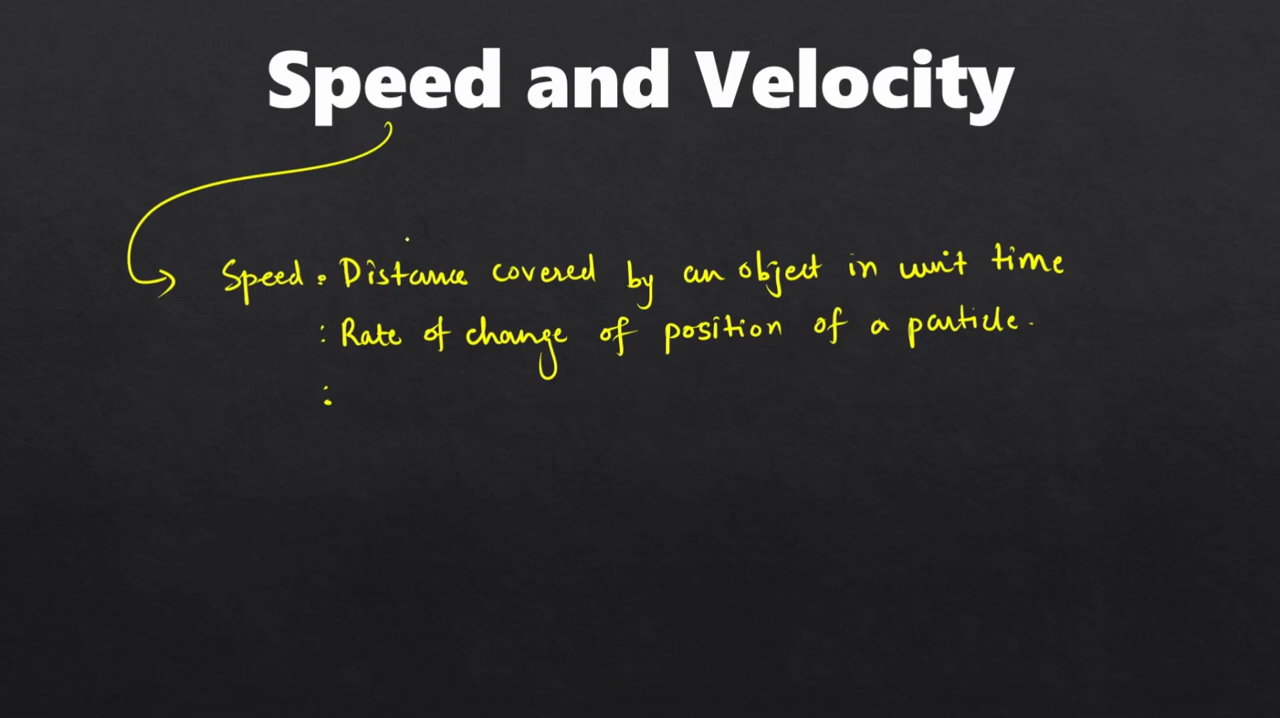 Speed and Velocity
Speed : Distance covered by an object in unit time
: Rate of change of position of a particle.
: